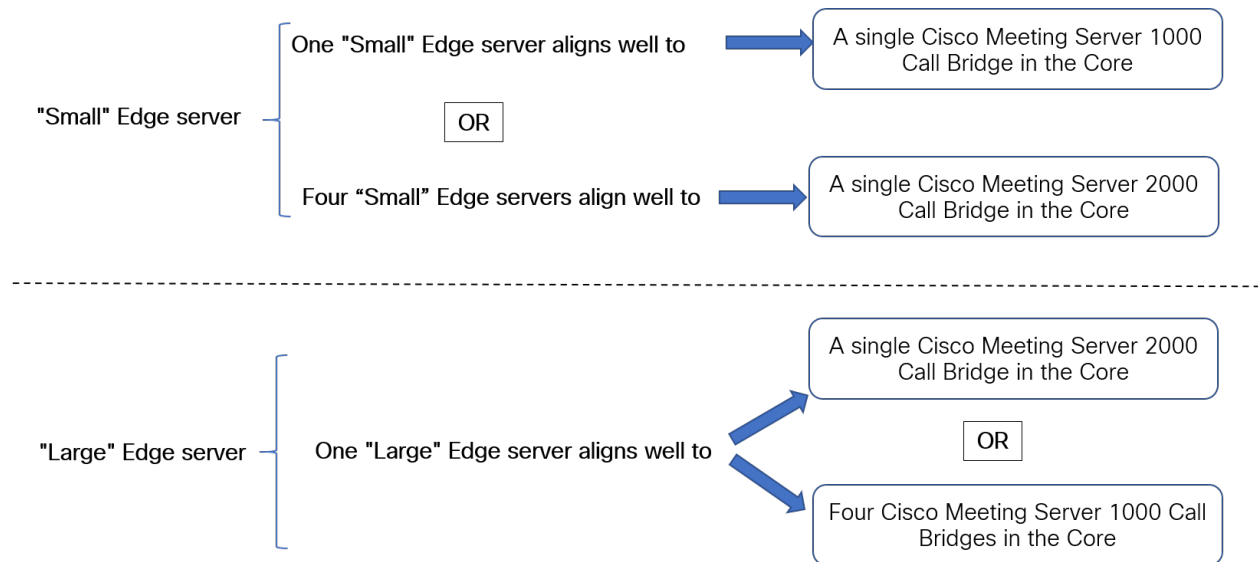 One "Small" Edge server aligns well to
A single Cisco Meeting Server 1000
Call Bridge in the Core
"Small" Edge server
OR
Four “Small” Edge servers align well to
A single Cisco Meeting Server 2000
Call Bridge in the Core
A single Cisco Meeting Server 2000
Call Bridge in the Core
"Large" Edge server
One "Large" Edge server aligns well to
OR
Four Cisco Meeting Server 1000 Call
Bridges in the Core